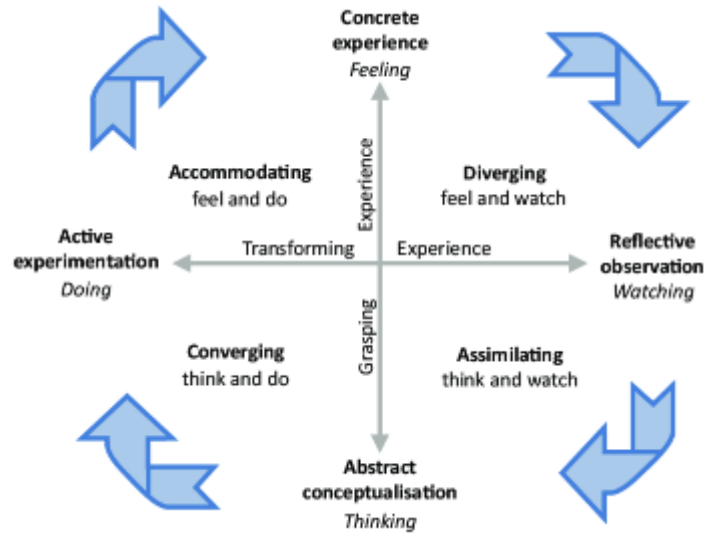 Concrete
experience
Feeling
Accommodating
feel and do
Experience
Diverging
feel and watch
Active
experimentation
Doing
Transforming
Experience
Reflective
observation
Watching
Converging
think and do
Grasping
Assimilating
think and watch
Abstract
conceptualisation
Thinking